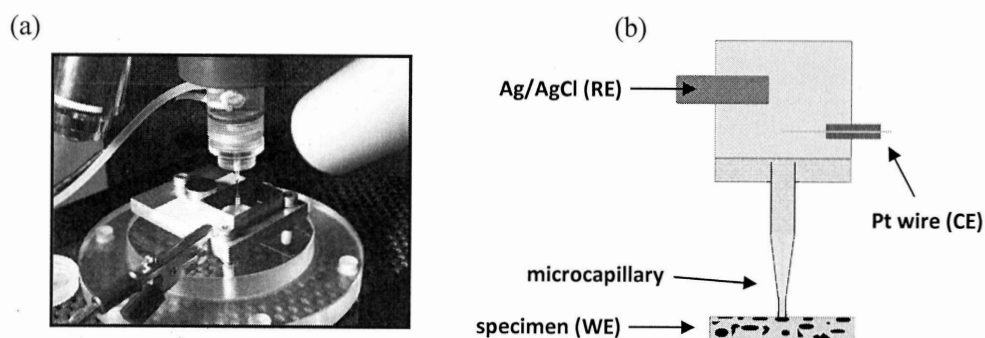 (a)
(b)
Ag/AgCl (RE)
Pt wire (CE)
microcapillary
specimen (WE)